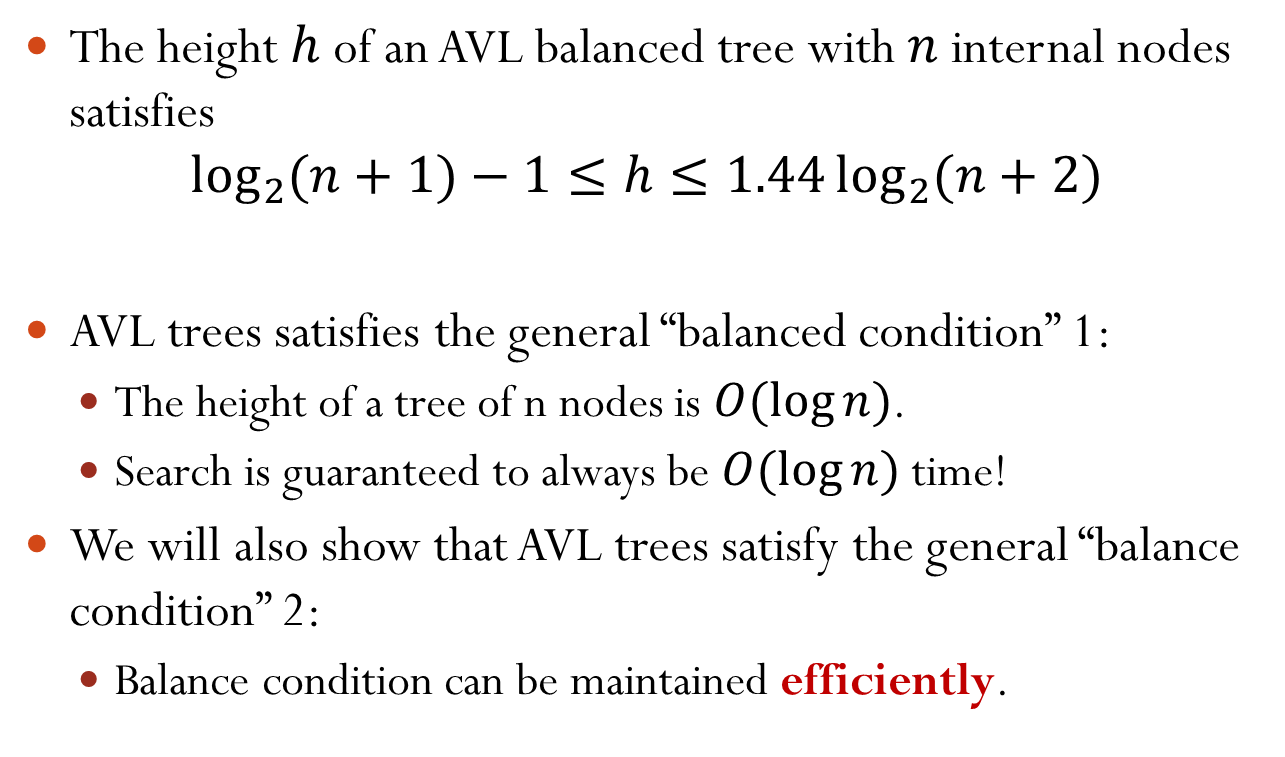 • The height h of an AVL balanced tree with n internal nodes
satisfies
log₂(n + 1) − 1 ≤ h ≤ 1.44 log₂(n + 2)
• AVL trees satisfies the general “balanced condition” 1:
• The height of a tree of n nodes is O(log n).
• Search is guaranteed to always be O(log n) time!
• We will also show that AVL trees satisfy the general “balance
condition” 2:
• Balance condition can be maintained efficiently.